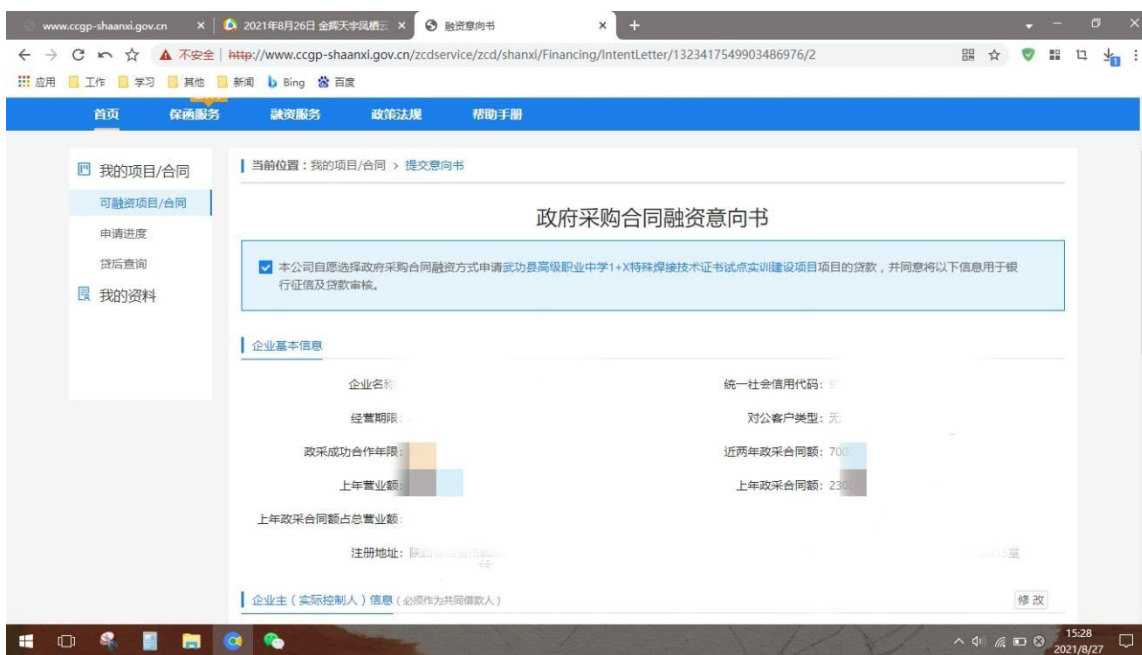 www.ccgp-shaanxi.gov.cn
2021年8月26日 金辉天宇凤栖云
融资意向书
不安全 | http://www.ccgp-shaanxi.gov.cn/zcdservice/zcd/shanxi/Financing/IntentLetter/1323417549903486976/2
应用 工作 学习 其他 新闻 Bing 百度
首页 保函服务 融资服务 政策法规 帮助手册
我的项目/合同
可融资项目/合同
申请进度
贷后查询
我的资料
当前位置：我的项目/合同 > 提交意向书
政府采购合同融资意向书
本公司自愿选择政府采购合同融资方式申请武功县高级职业中学1+X特殊焊接技术证书试点实训建设项目项目的贷款，并同意将以下信息用于银
行征信及贷款审核。
企业基本信息
企业名称 统一社会信用代码：9
经营期限： 对公客户类型：无
政采成功合作年限： 近两年政采合同额：700
上年营业额： 上年政采合同额：230
上年政采合同额占总营业额：
注册地址：陕 室
企业主（实际控制人）信息（必须作为共同借款人） 修改
15:28
2021/8/27